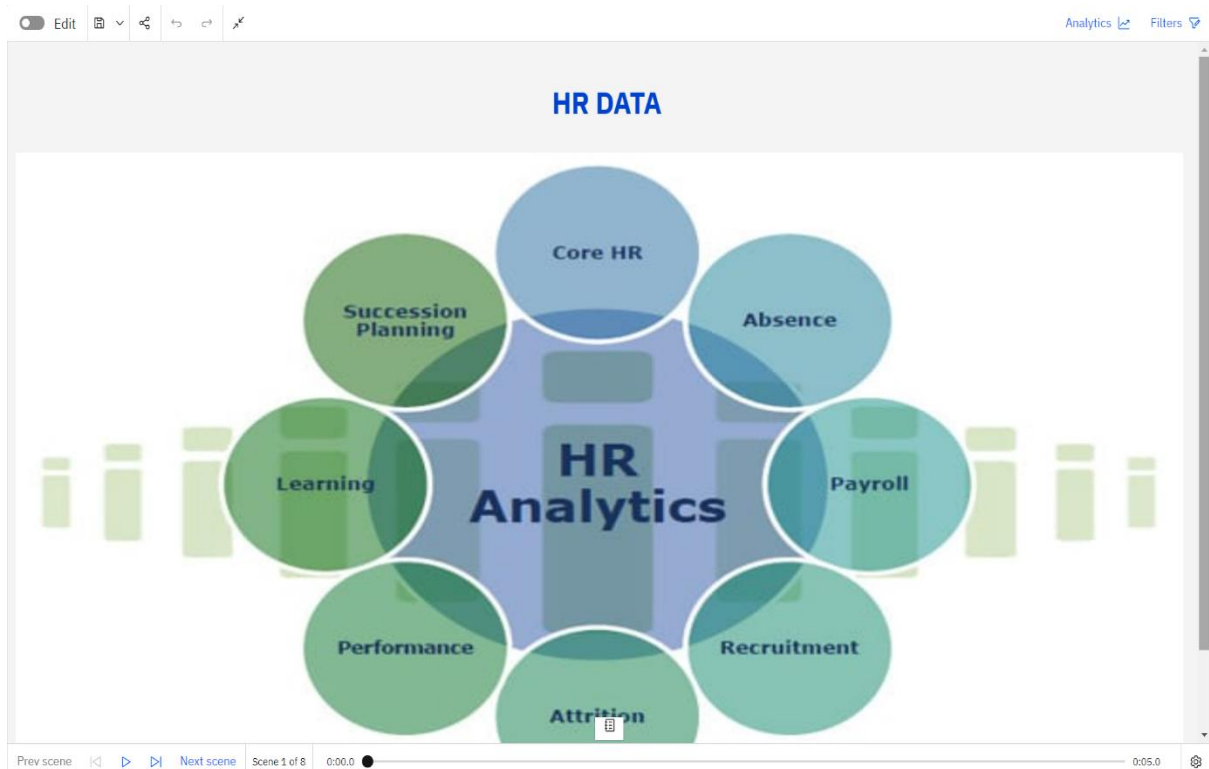 Edit
Analytics
Filters
HR DATA
Core HR
Succession
Planning
Absence
Learning
HR
Analytics
Payroll
Performance
Recruitment
Attrition
Prev scene
Next scene
Scene 1 of 8
0:00.0
0:05.0